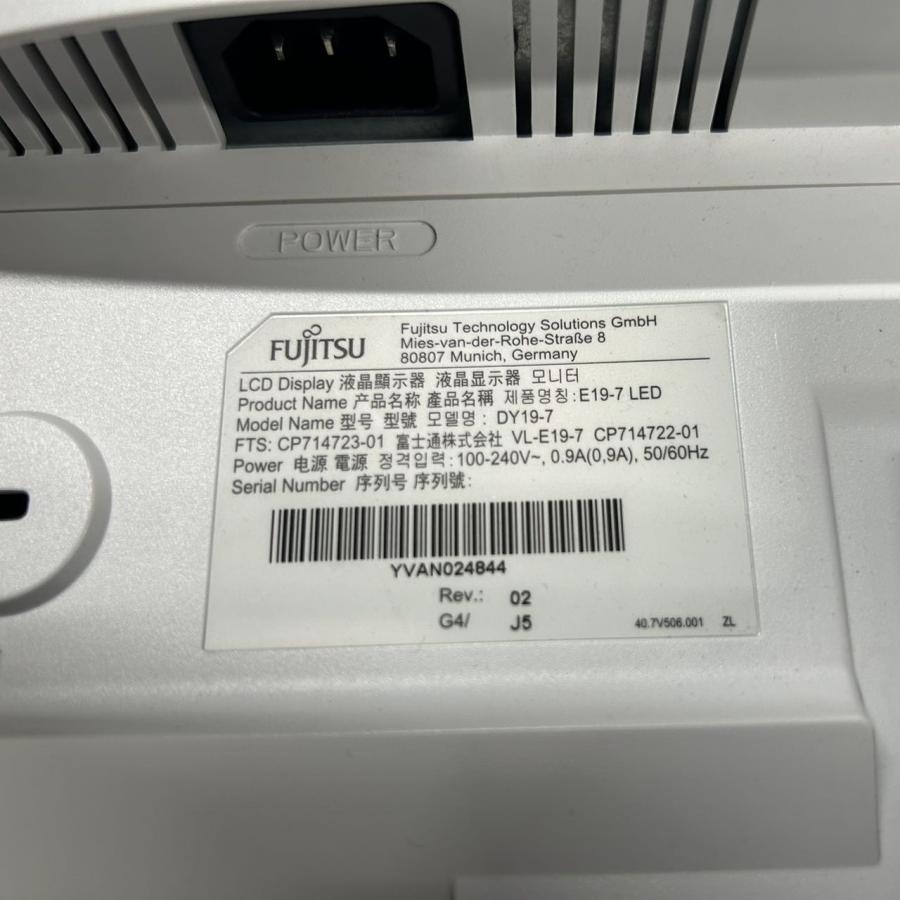 POWER
FUJITSU
Fujitsu Technology Solutions GmbH
Mies-van-der-Rohe-Straße 8
80807 Munich, Germany
LCD Display 液晶顯示器 液晶显示器 모니터
Product Name 产品名称 產品名稱 제품명칭:E19-7 LED
Model Name 型号 型號 모델명: DY19-7
FTS: CP714723-01 富士通株式会社 VL-E19-7 CP714722-01
Power 电源 電源 정격입력:100-240V~, 0.9A(0,9A), 50/60Hz
Serial Number 序列号 序列號:
YVAN024844
Rev.: 02
G4/ J5
40.7V506.001 ZL